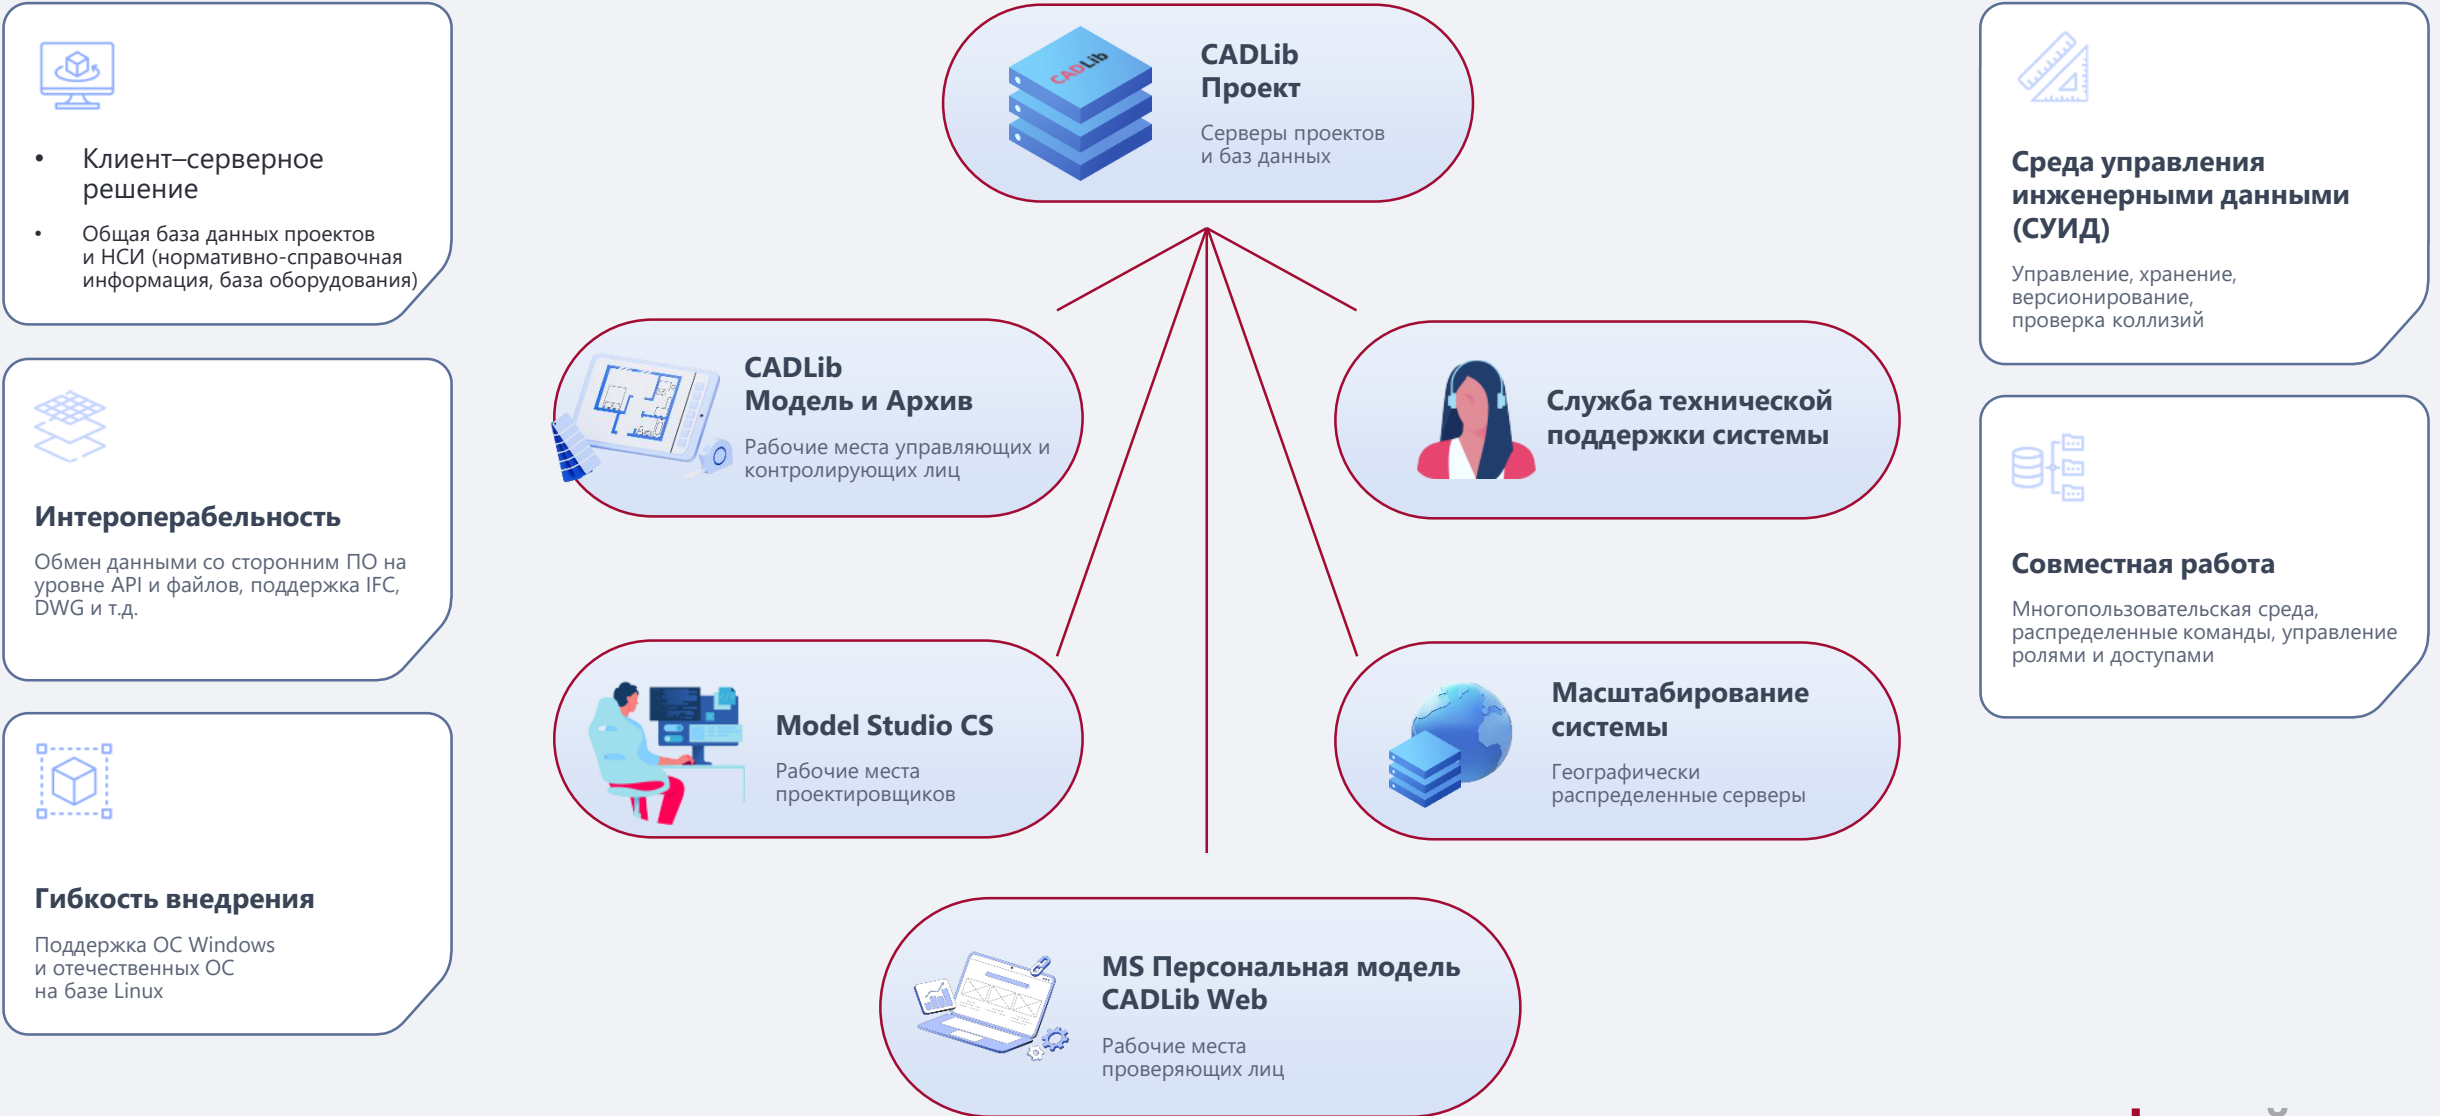 • Клиент–серверное
решение
• Общая база данных проектов
и НСИ (нормативно-справочная
информация, база оборудования)
Интероперабельность
Обмен данными со сторонним ПО на
уровне API и файлов, поддержка IFC,
DWG и т.д.
Гибкость внедрения
Поддержка ОС Windows
и отечественных ОС
на базе Linux
CADLib
CADLib
Проект
Серверы проектов
и баз данных
CADLib
Модель и Архив
Рабочие места управляющих и
контролирующих лиц
Служба технической
поддержки системы
Model Studio CS
Рабочие места
проектировщиков
Масштабирование
системы
Географически
распределенные серверы
MS Персональная модель
CADLib Web
Рабочие места
проверяющих лиц
Среда управления
инженерными данными
(СУИД)
Управление, хранение,
версионирование,
проверка коллизий
Совместная работа
Многопользовательская среда,
распределенные команды, управление
ролями и доступами